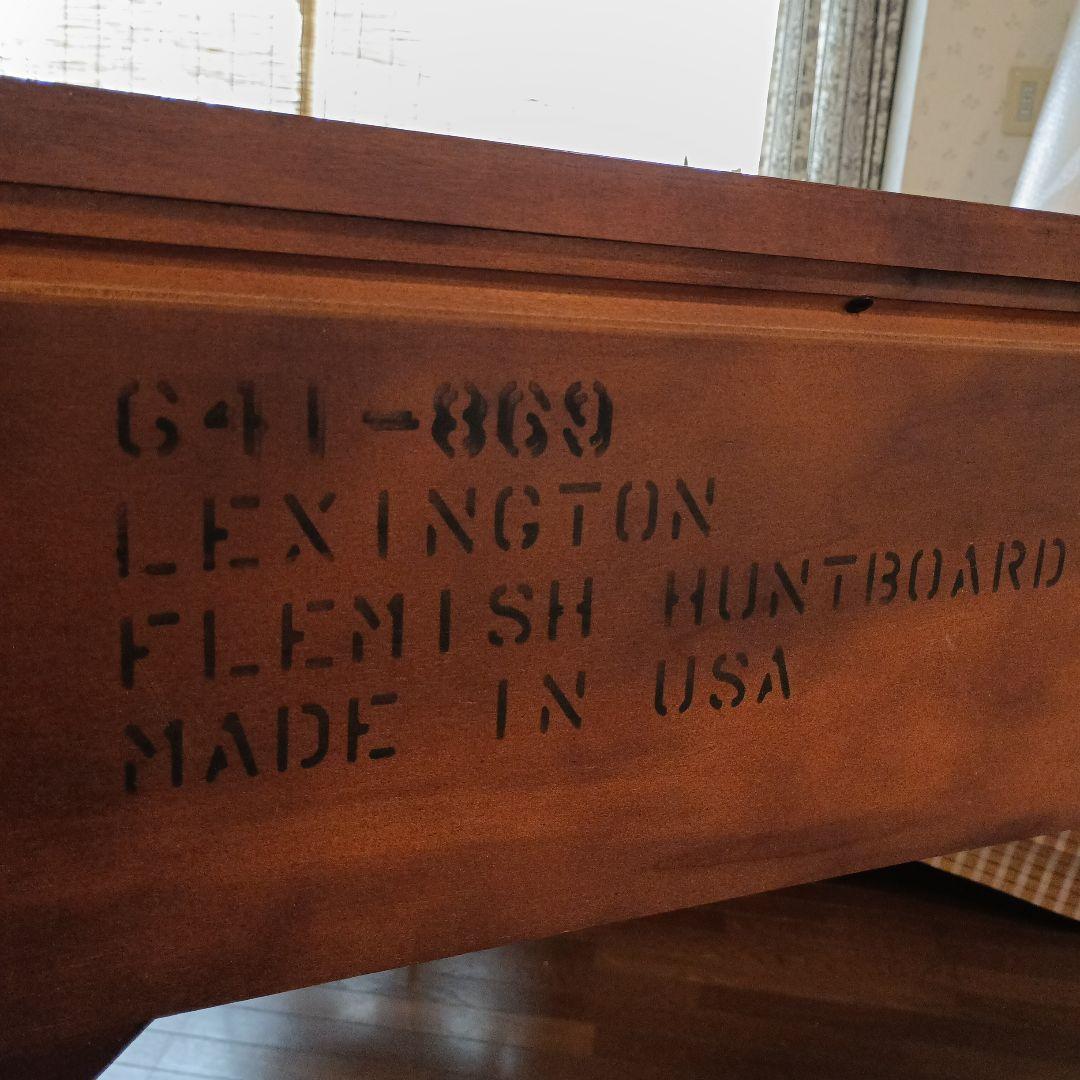 641-869
LEXINGTON
FLEMISH HUNTBOARD
MADE IN USA